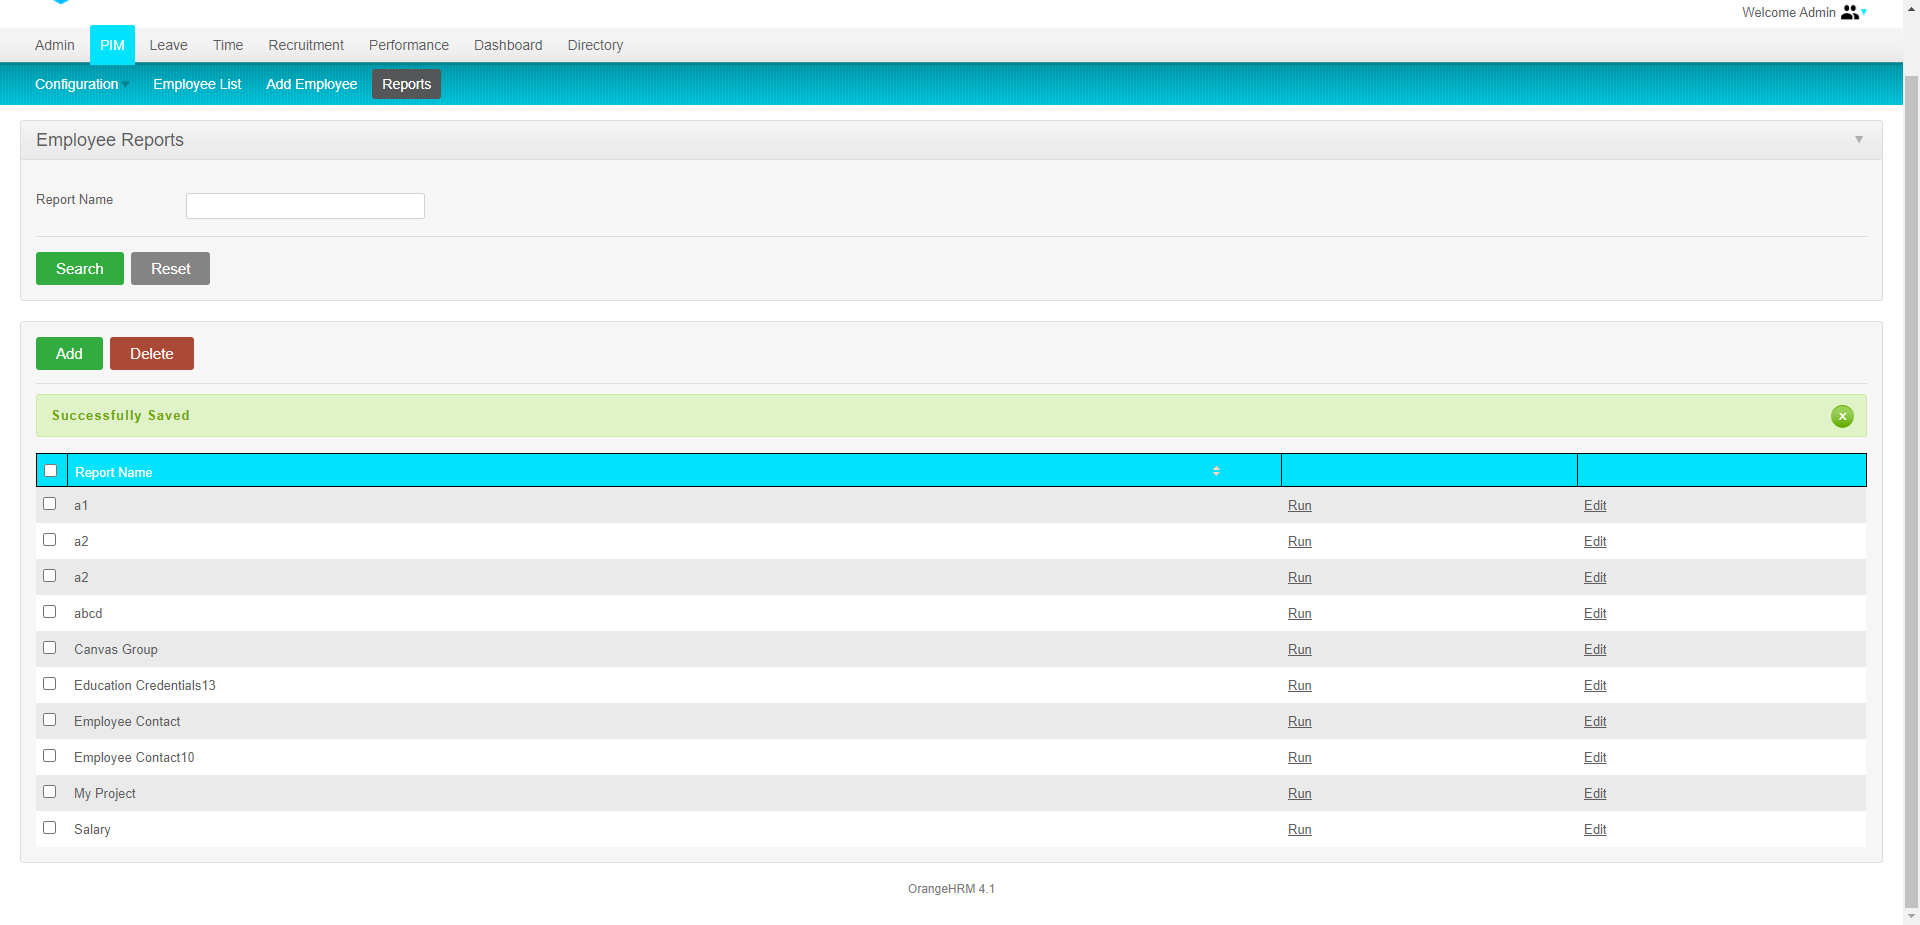 Welcome Admin
Admin PIM Leave Time Recruitment Performance Dashboard Directory
Configuration Employee List Add Employee Reports
Employee Reports
Report Name
Search Reset
Add Delete
Successfully Saved x
Report Name
a1 Run Edit
a2 Run Edit
a2 Run Edit
abcd Run Edit
Canvas Group Run Edit
Education Credentials13 Run Edit
Employee Contact Run Edit
Employee Contact10 Run Edit
My Project Run Edit
Salary Run Edit
OrangeHRM 4.1